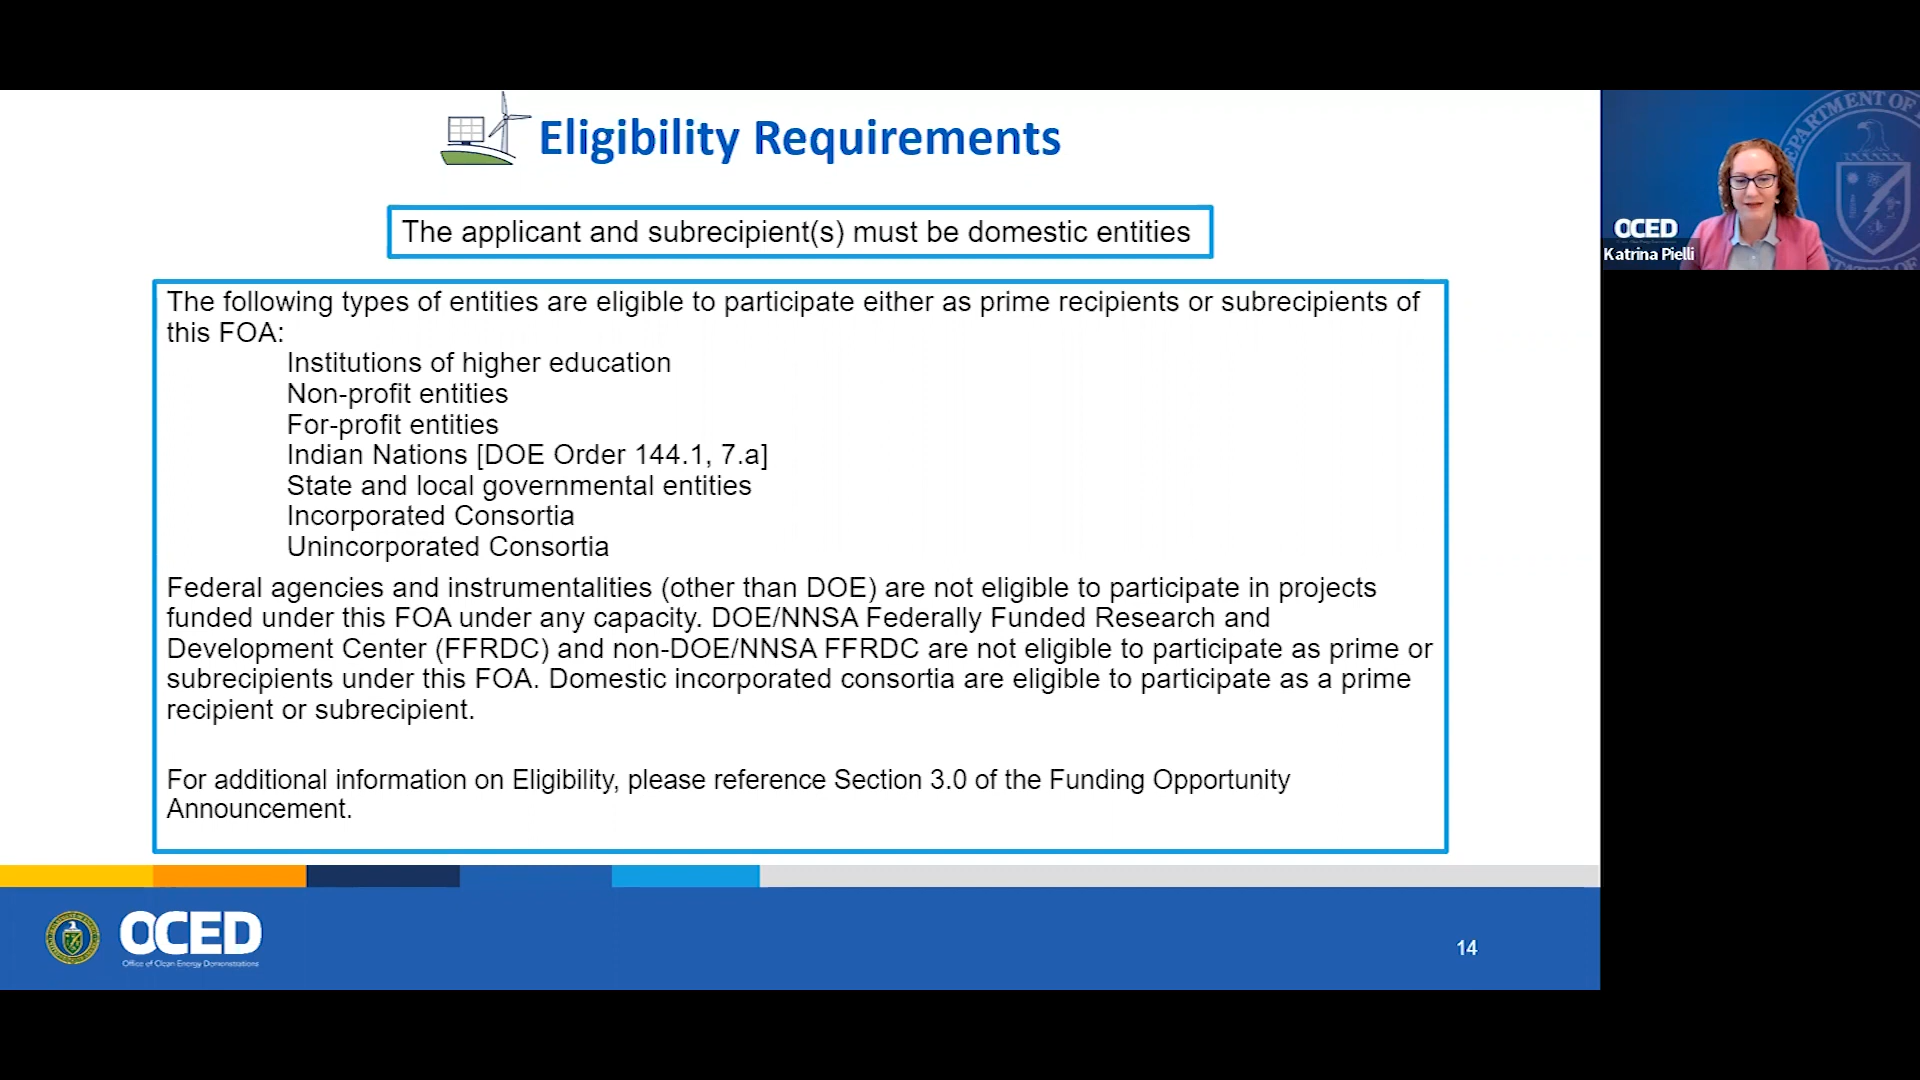 Eligibility Requirements
The applicant and subrecipient(s) must be domestic entities
The following types of entities are eligible to participate either as prime recipients or subrecipients of
this FOA:
Institutions of higher education
Non-profit entities
For-profit entities
Indian Nations [DOE Order 144.1, 7.a]
State and local governmental entities
Incorporated Consortia
Unincorporated Consortia
Federal agencies and instrumentalities (other than DOE) are not eligible to participate in projects
funded under this FOA under any capacity. DOE/NNSA Federally Funded Research and
Development Center (FFRDC) and non-DOE/NNSA FFRDC are not eligible to participate as prime or
subrecipients under this FOA. Domestic incorporated consortia are eligible to participate as a prime
recipient or subrecipient.
For additional information on Eligibility, please reference Section 3.0 of the Funding Opportunity
Announcement.
OCED
Office of Clean Energy Demonstrations
14
DEPARTMENT OF
OCED
Katrina Pielli